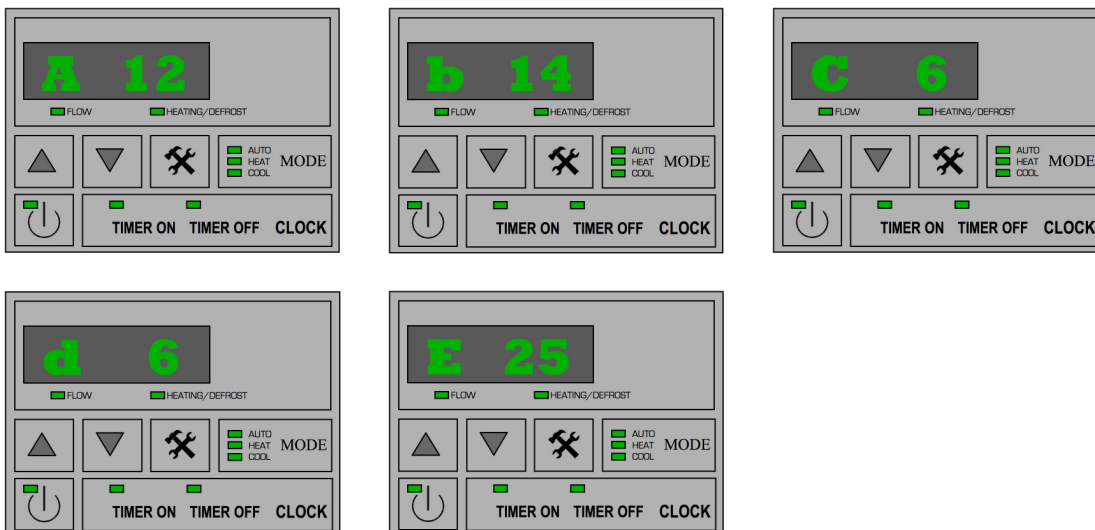 A 12
FLOW HEATING/DEFROST
AUTO
HEAT MODE
COOL
TIMER ON TIMER OFF CLOCK
b 14
FLOW HEATING/DEFROST
AUTO
HEAT MODE
COOL
TIMER ON TIMER OFF CLOCK
C 6
FLOW HEATING/DEFROST
AUTO
HEAT MODE
COOL
TIMER ON TIMER OFF CLOCK
d 6
FLOW HEATING/DEFROST
AUTO
HEAT MODE
COOL
TIMER ON TIMER OFF CLOCK
E 25
FLOW HEATING/DEFROST
AUTO
HEAT MODE
COOL
TIMER ON TIMER OFF CLOCK